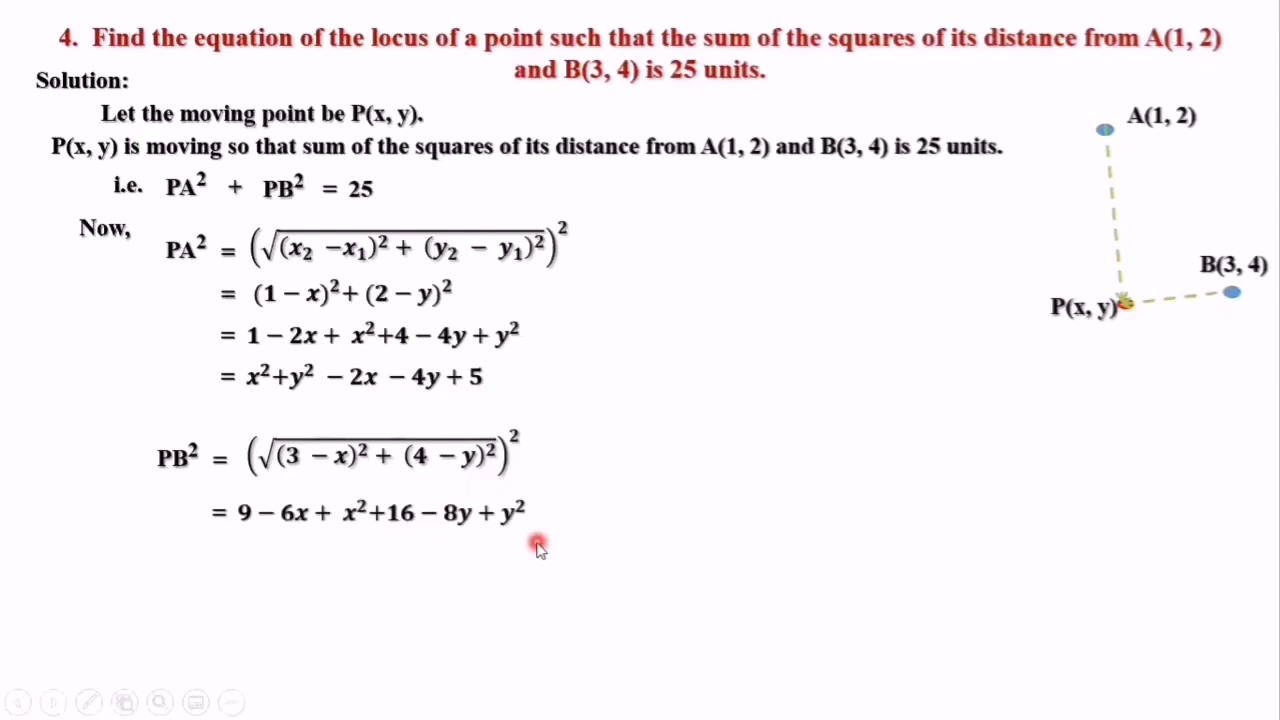 4. Find the equation of the locus of a point such that the sum of the squares of its distance from A(1, 2)
and B(3, 4) is 25 units.
Solution:
Let the moving point be P(x, y).
P(x, y) is moving so that sum of the squares of its distance from A(1, 2) and B(3, 4) is 25 units.
i.e. PA² + PB² = 25
Now,
PA² = (√(x₂ −x₁)² + (y₂ − y₁)²)²
= (1 − x)²+ (2 − y)²
= 1 − 2x + x²+4 − 4y + y²
= x²+y² − 2x − 4y + 5
PB² = (√(3 − x)² + (4 − y)²)²
= 9 − 6x + x²+16 − 8y + y²
A(1, 2)
B(3, 4)
P(x, y)